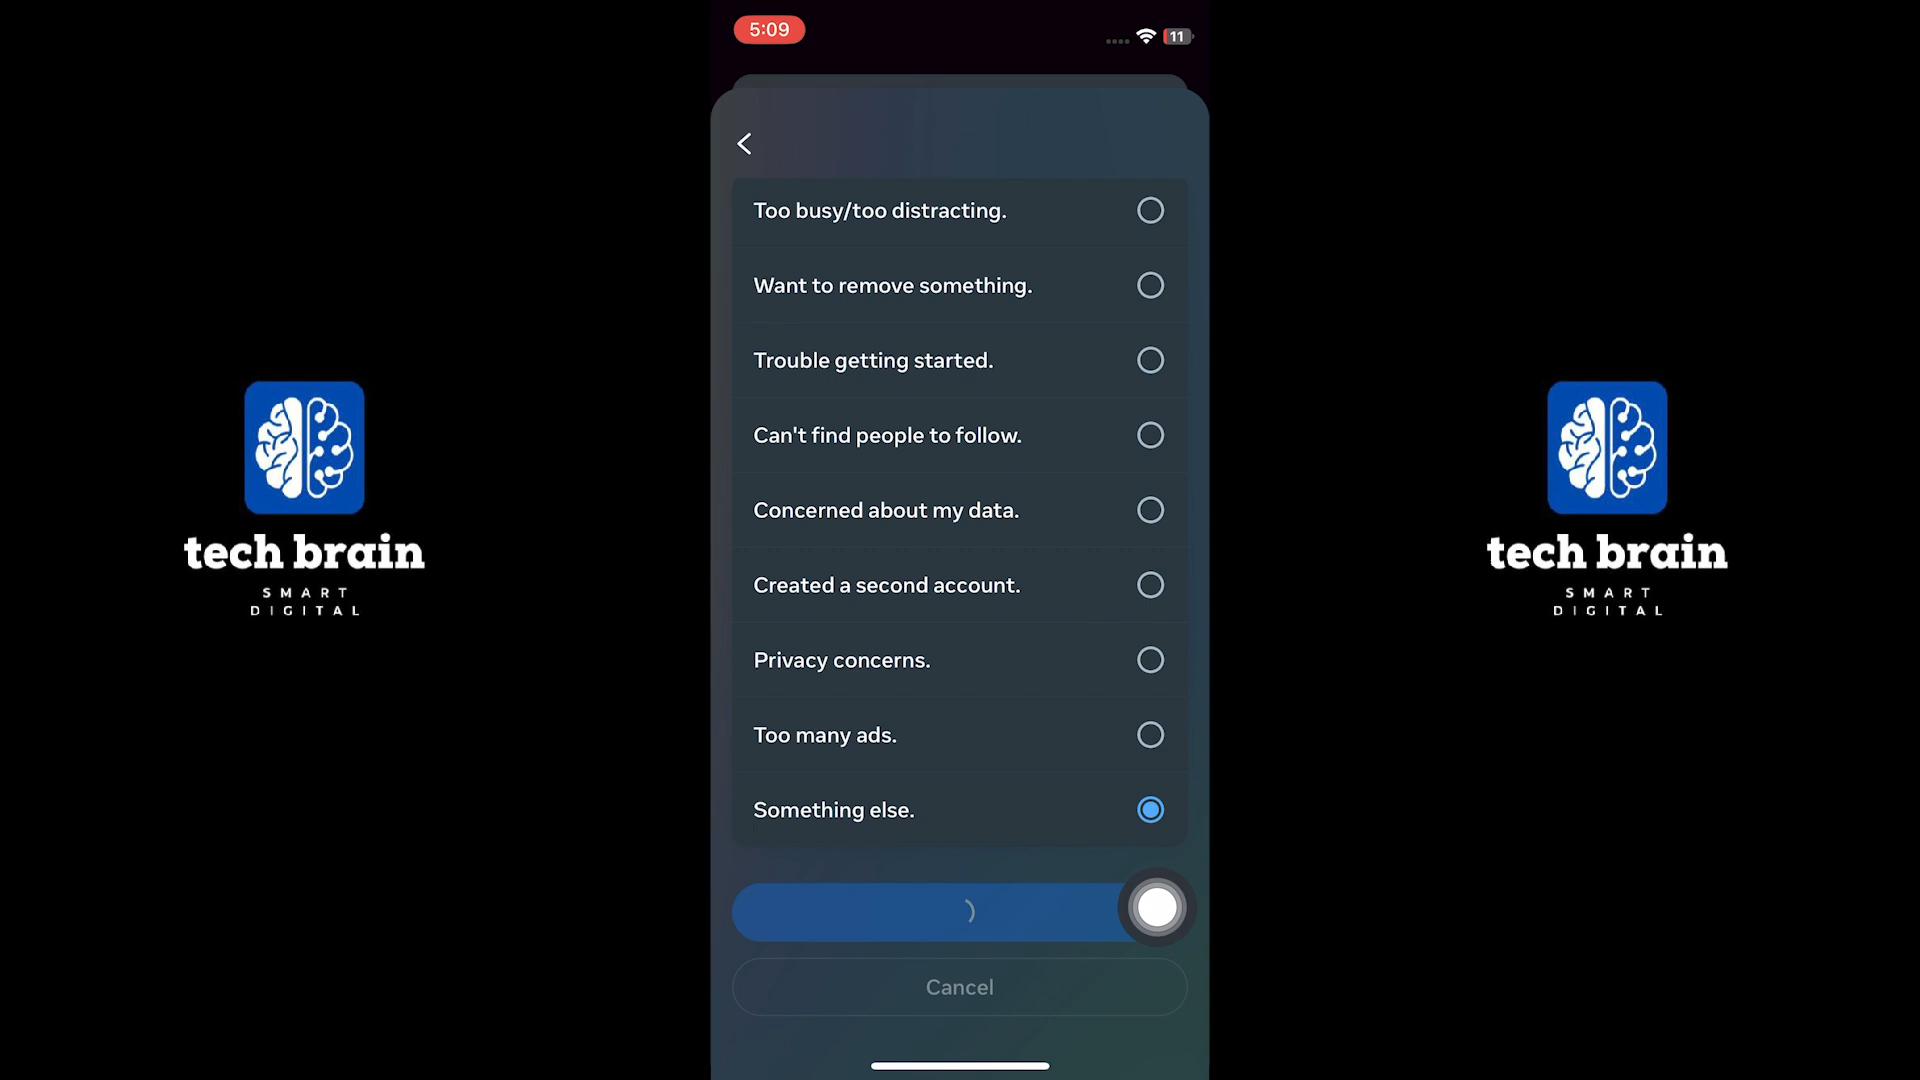 5:09
11
Too busy/too distracting.
Want to remove something.
Trouble getting started.
Can't find people to follow.
Concerned about my data.
Created a second account.
Privacy concerns.
Too many ads.
Something else.
Cancel
tech brain
SMART
DIGITAL
tech brain
SMART
DIGITAL